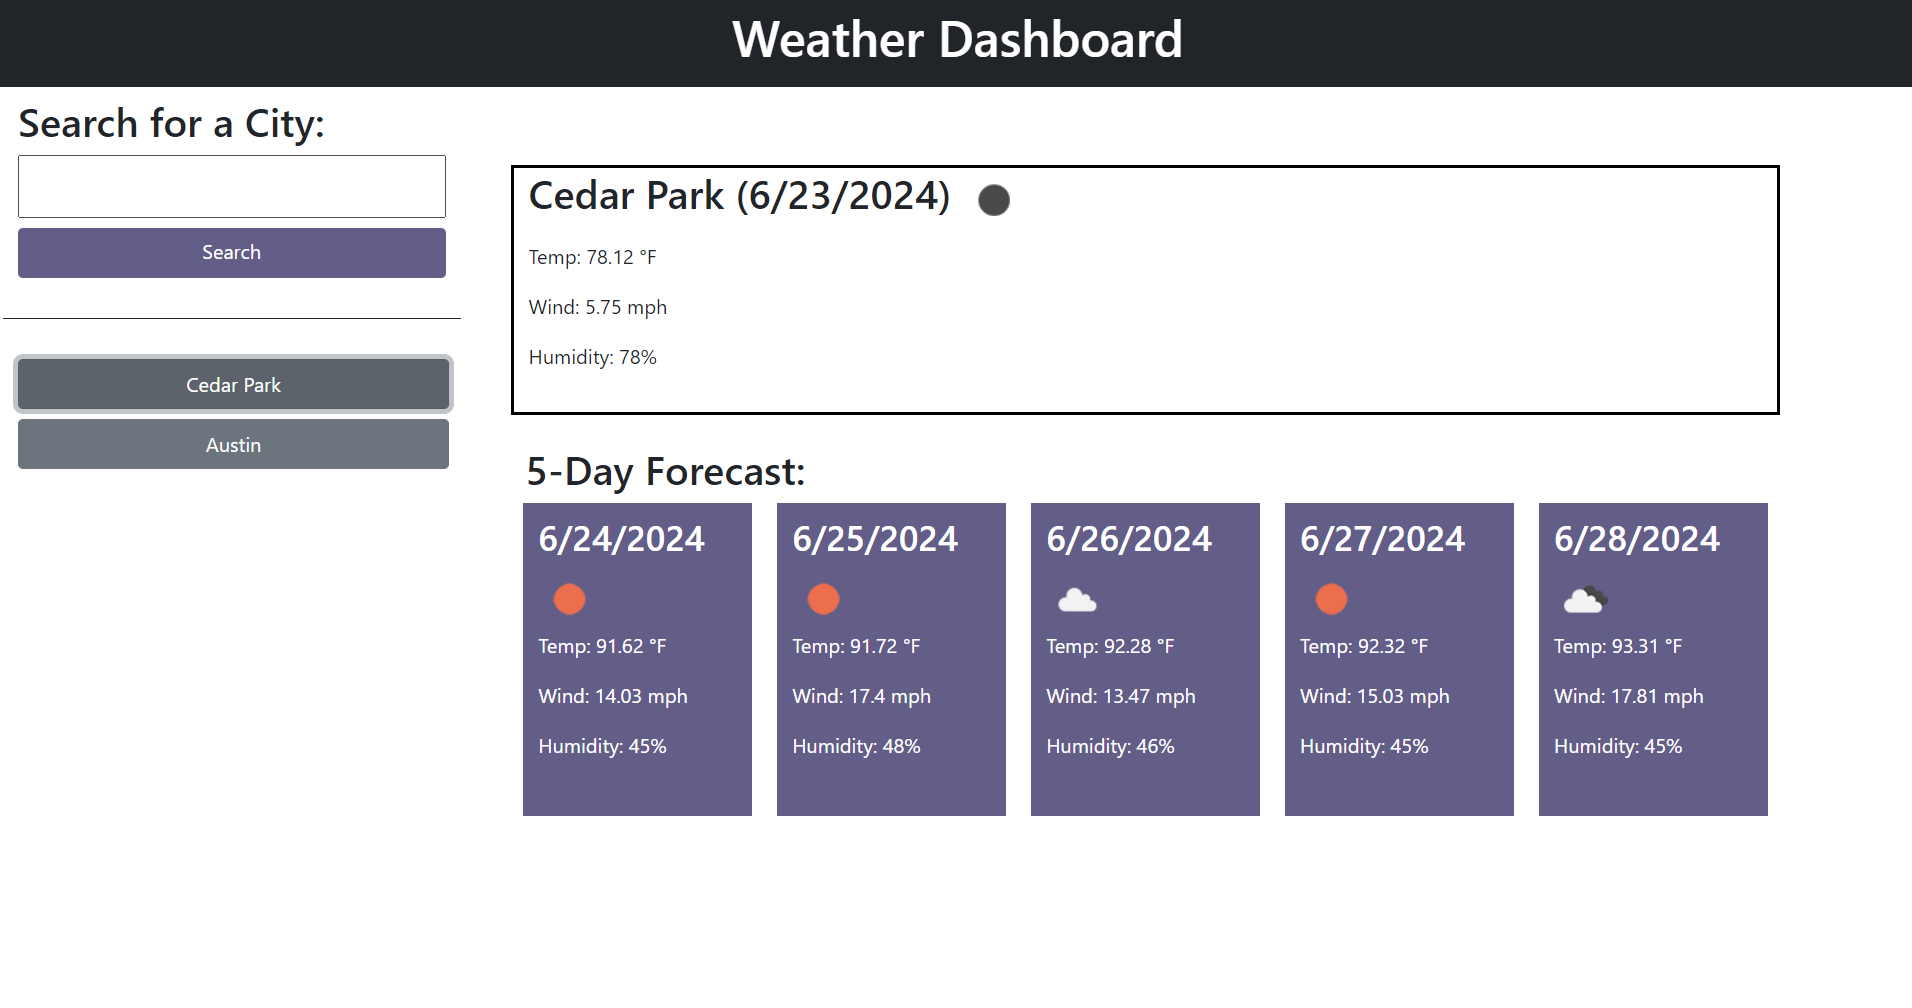 Weather Dashboard
Search for a City:
Search
Cedar Park
Austin
Cedar Park (6/23/2024)
Temp: 78.12 °F
Wind: 5.75 mph
Humidity: 78%
5-Day Forecast:
6/24/2024
Temp: 91.62 °F
Wind: 14.03 mph
Humidity: 45%
6/25/2024
Temp: 91.72 °F
Wind: 17.4 mph
Humidity: 48%
6/26/2024
Temp: 92.28 °F
Wind: 13.47 mph
Humidity: 46%
6/27/2024
Temp: 92.32 °F
Wind: 15.03 mph
Humidity: 45%
6/28/2024
Temp: 93.31 °F
Wind: 17.81 mph
Humidity: 45%